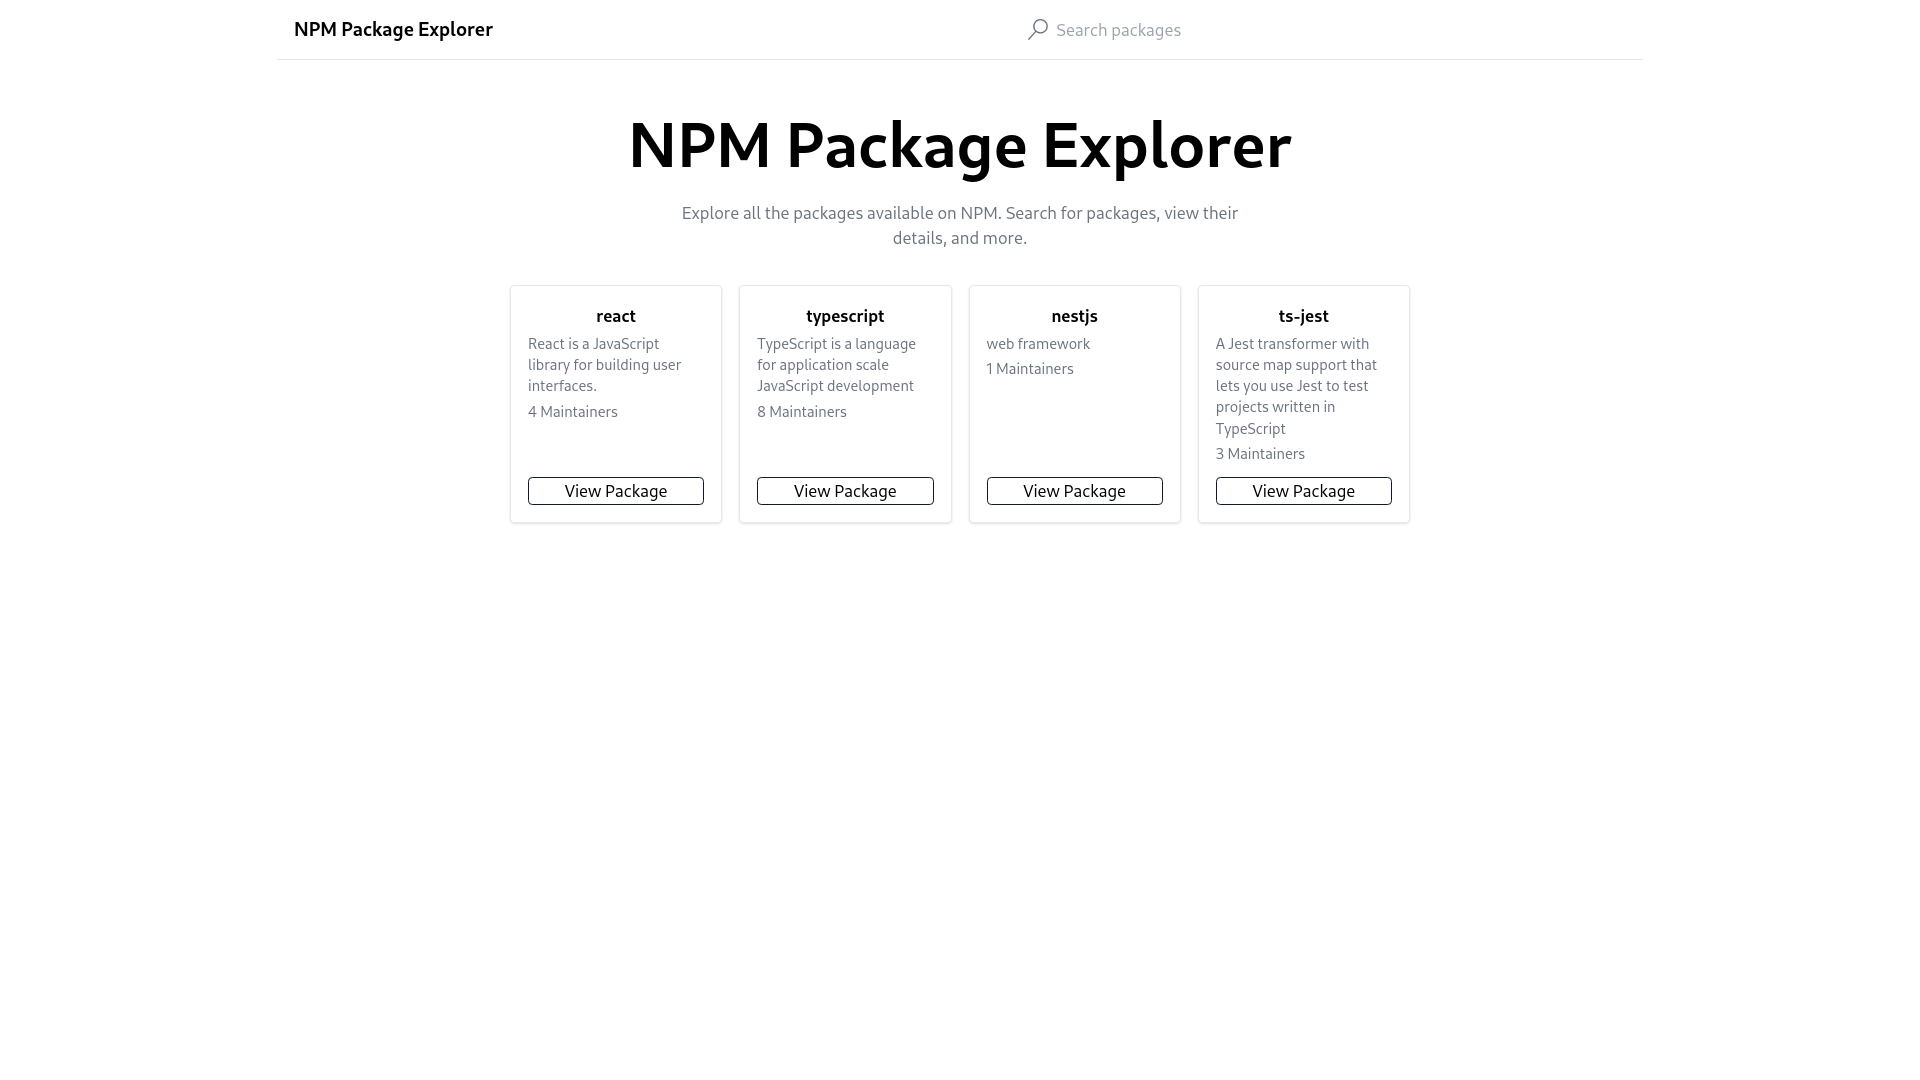 NPM Package Explorer
Search packages
NPM Package Explorer
Explore all the packages available on NPM. Search for packages, view their
details, and more.
react
React is a JavaScript
library for building user
interfaces.
4 Maintainers
View Package
typescript
TypeScript is a language
for application scale
JavaScript development
8 Maintainers
View Package
nestjs
web framework
1 Maintainers
View Package
ts-jest
A Jest transformer with
source map support that
lets you use Jest to test
projects written in
TypeScript
3 Maintainers
View Package